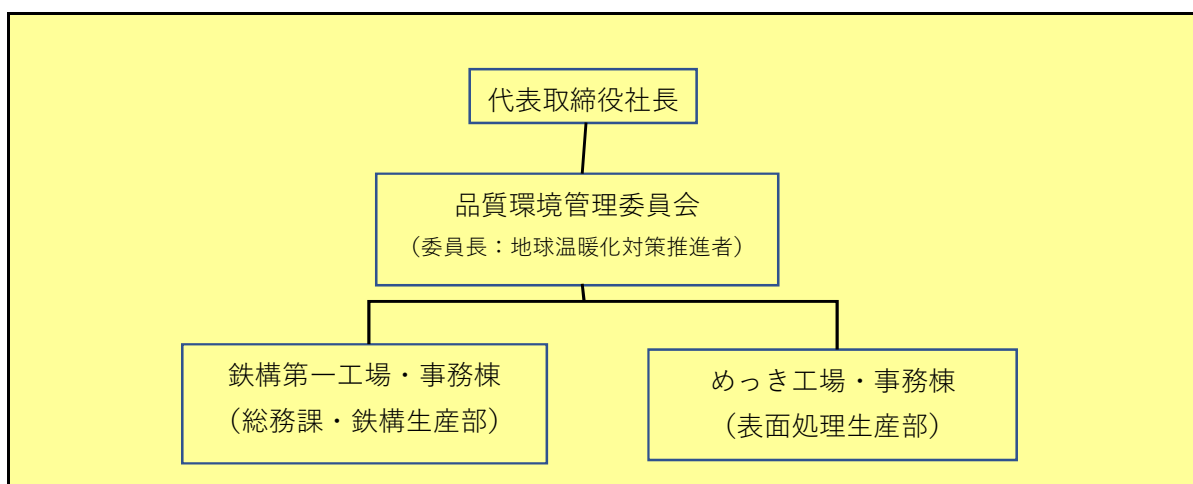 代表取締役社長
品質環境管理委員会
（委員長：地球温暖化対策推進者）
鉄構第一工場・事務棟
（総務課・鉄構生産部）
めっき工場・事務棟
（表面処理生産部）